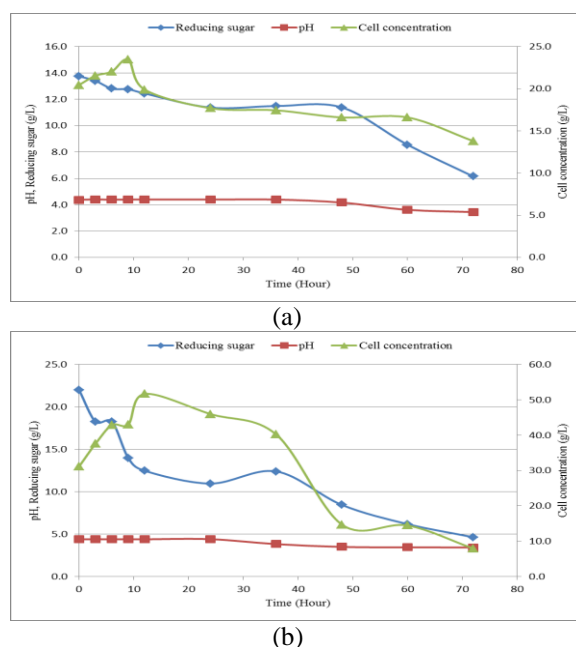 Reducing sugar pH Cell concentration
16.0 25.0
14.0
12.0 20.0
10.0 15.0
8.0
6.0 10.0
4.0 5.0
2.0
0.0 0.0
pH, Reducing sugar (g/L)
Cell concentration (g/L)
0 10 20 30 40 50 60 70 80
Time (Hour)
(a)
Reducing sugar pH Cell concentration
25.0 60.0
50.0
20.0
40.0
15.0
30.0
10.0
20.0
5.0
10.0
0.0 0.0
pH, Reducing sugar (g/L)
Cell concentration (g/L)
0 10 20 30 40 50 60 70 80
Time (Hour)
(b)